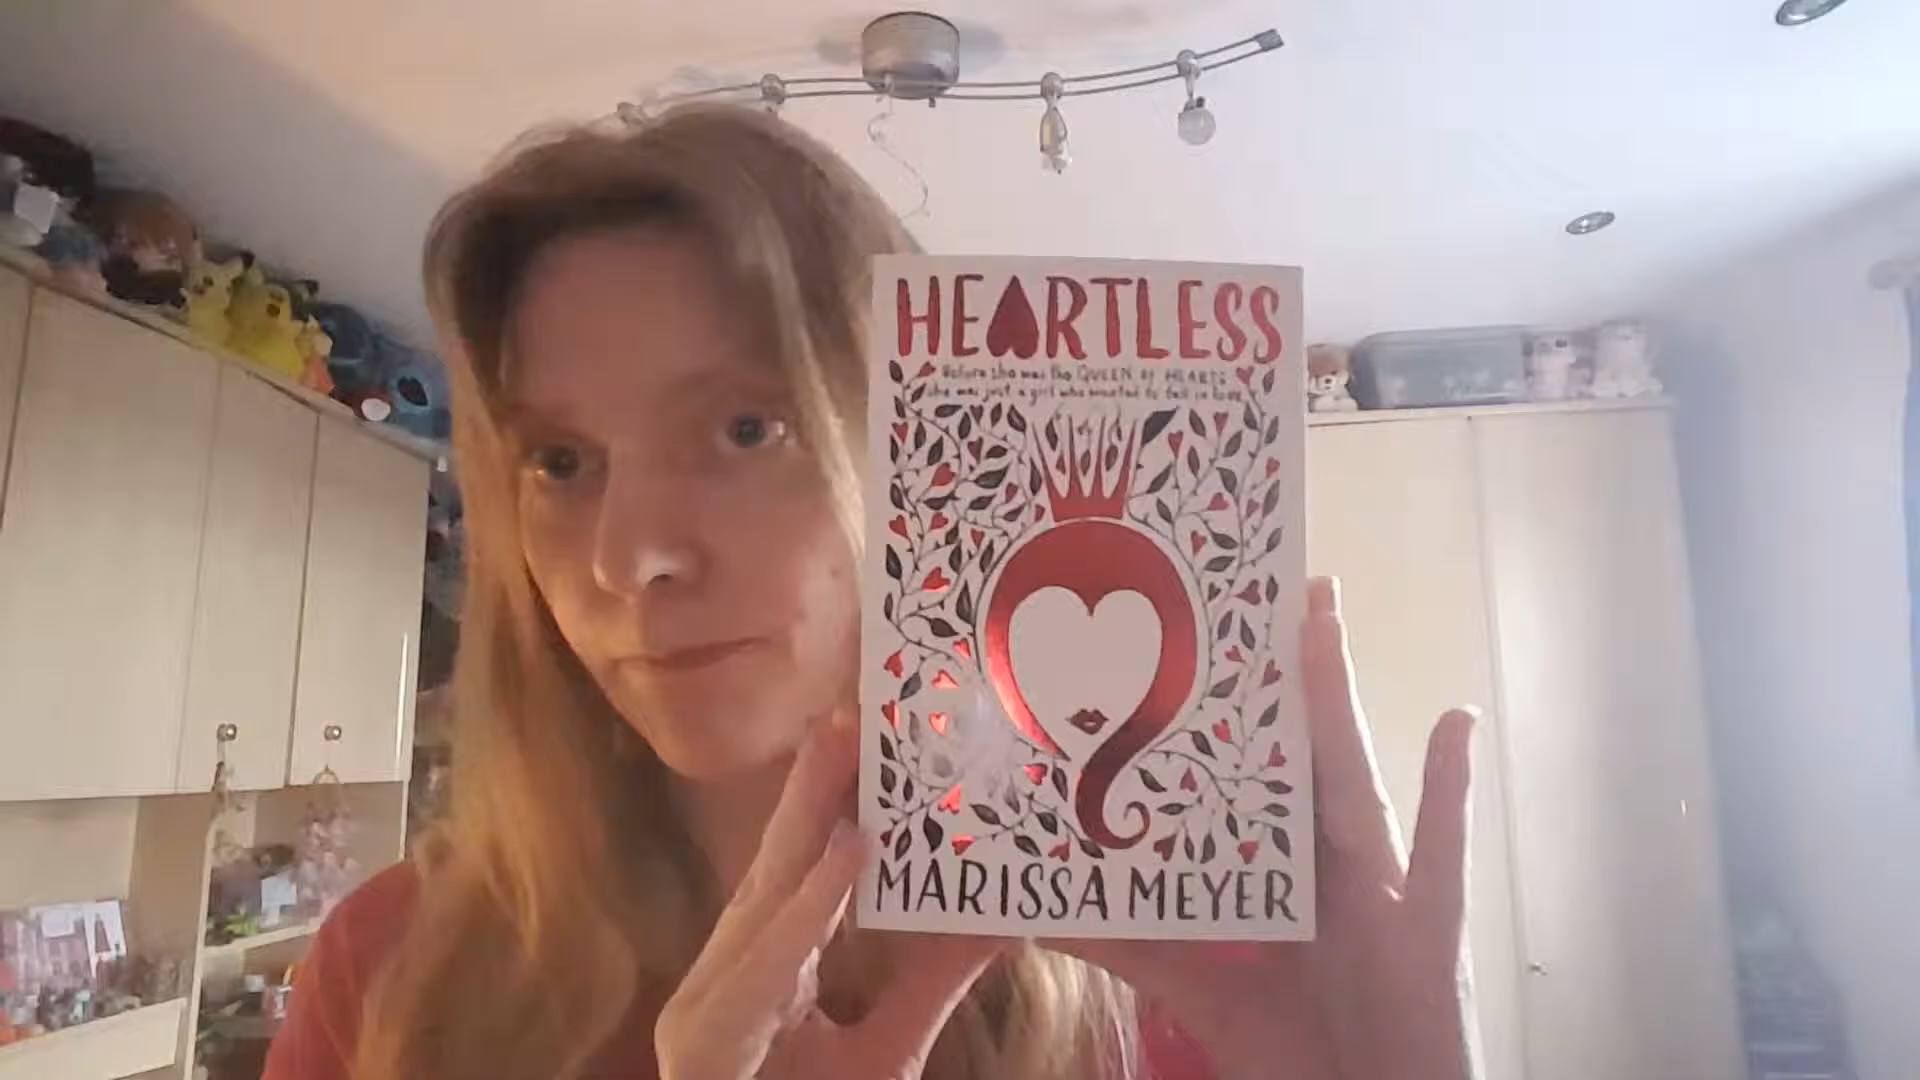 HEARTLESS
Before she was the QUEEN of HEARTS
she was just a girl who wanted to fall in love
MARISSA MEYER